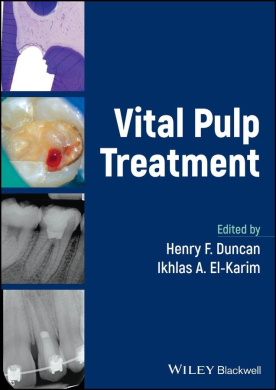 Vital Pulp
Treatment
Edited by
Henry F. Duncan
Ikhlas A. El-Karim
WILEY Blackwell